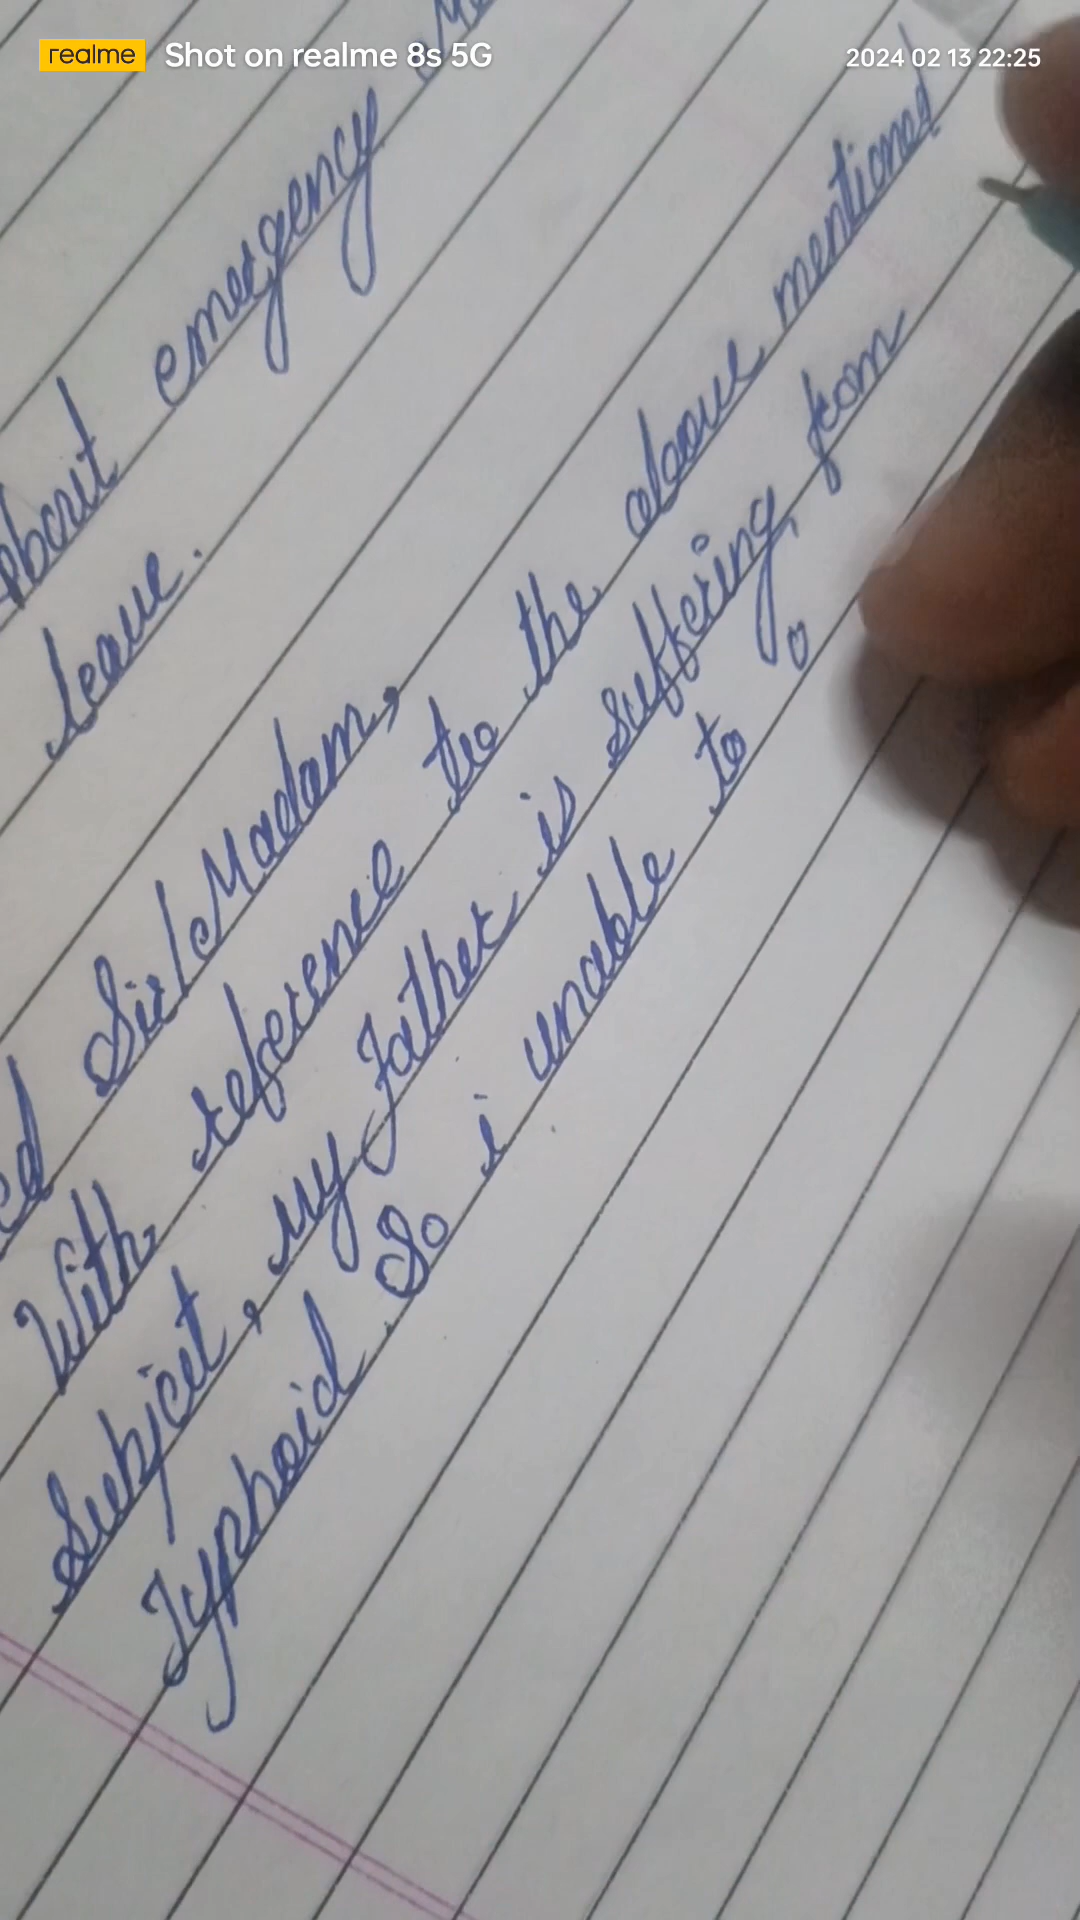 realme Shot on realme 8s 5G
2024 02 13 22:25
About emergency
leave.
Sir/Madam,
With reference to the above mentioned
Subject, my Father is suffering from
Typhoid. So i unable to